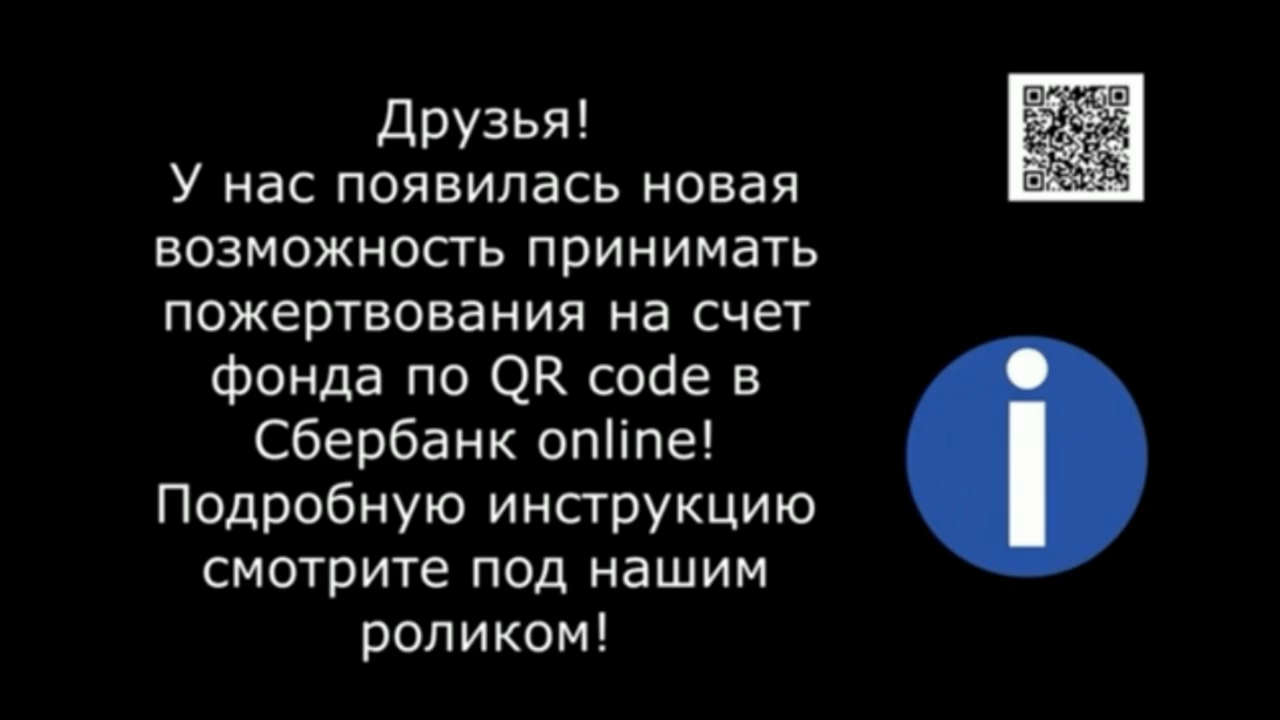 Друзья!
У нас появилась новая
возможность принимать
пожертвования на счет
фонда по QR code в
Сбербанк online!
Подробную инструкцию
смотрите под нашим
роликом!